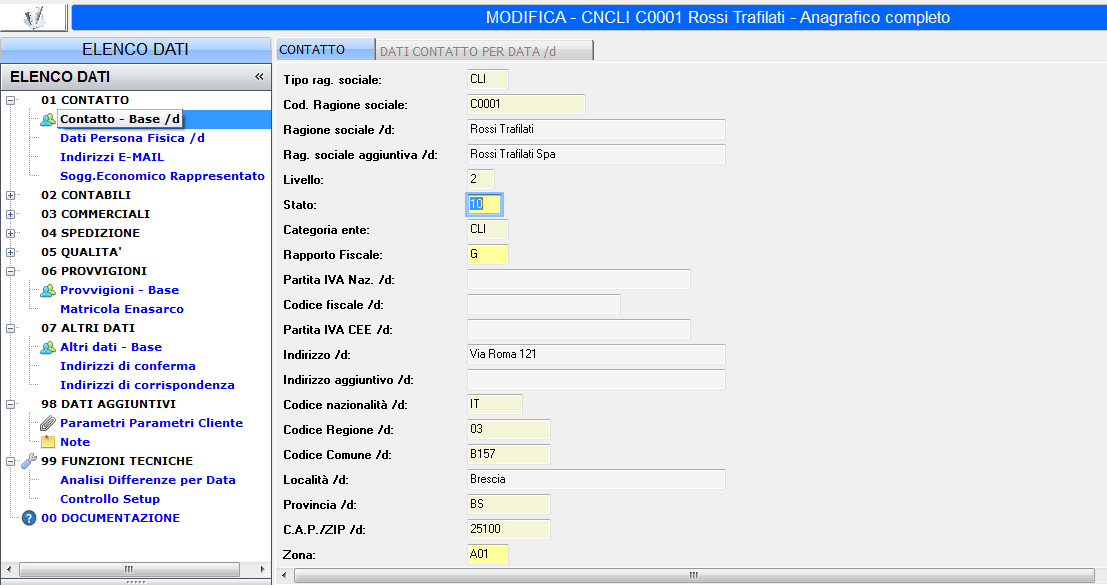 MODIFICA - CNCLI C0001 Rossi Trafilati - Anagrafico completo
ELENCO DATI
ELENCO DATI «
01 CONTATTO
Contatto - Base /d
Dati Persona Fisica /d
Indirizzi E-MAIL
Sogg.Economico Rappresentato
02 CONTABILI
03 COMMERCIALI
04 SPEDIZIONE
05 QUALITA'
06 PROVVIGIONI
Provvigioni - Base
Matricola Enasarco
07 ALTRI DATI
Altri dati - Base
Indirizzi di conferma
Indirizzi di corrispondenza
98 DATI AGGIUNTIVI
Parametri Parametri Cliente
Note
99 FUNZIONI TECNICHE
Analisi Differenze per Data
Controllo Setup
00 DOCUMENTAZIONE
CONTATTO DATI CONTATTO PER DATA /d
Tipo rag. sociale: CLI
Cod. Ragione sociale: C0001
Ragione sociale /d: Rossi Trafilati
Rag. sociale aggiuntiva /d: Rossi Trafilati Spa
Livello: 2
Stato: 10
Categoria ente: CLI
Rapporto Fiscale: G
Partita IVA Naz. /d:
Codice fiscale /d:
Partita IVA CEE /d:
Indirizzo /d: Via Roma 121
Indirizzo aggiuntivo /d:
Codice nazionalità /d: IT
Codice Regione /d: 03
Codice Comune /d: B157
Località /d: Brescia
Provincia /d: BS
C.A.P./ZIP /d: 25100
Zona: A01